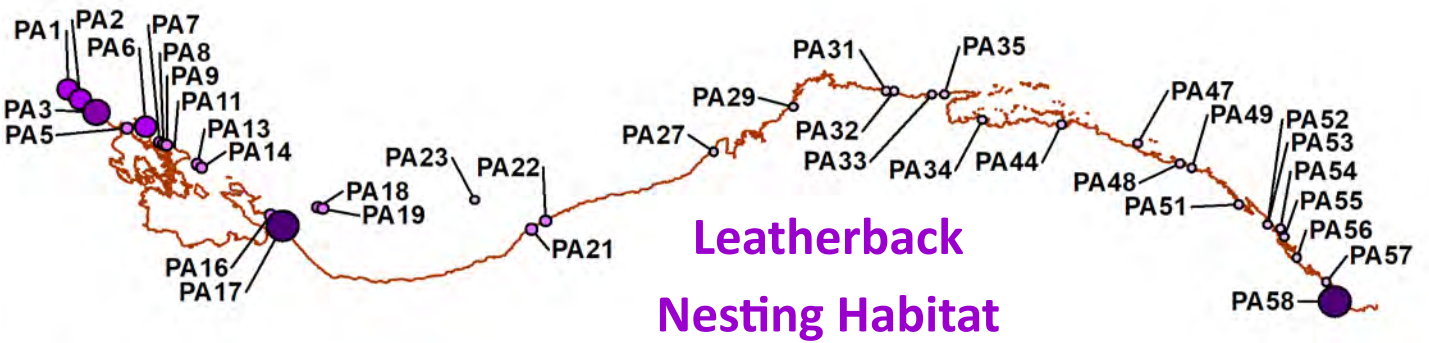 PA1
PA2
PA7
PA6
PA8
PA9
PA3
PA11
PA5
PA13
PA14
PA23
PA22
PA18
PA19
PA16
PA17
PA21
PA31
PA35
PA29
PA27
PA32
PA33
PA34
PA44
PA47
PA49
PA52
PA53
PA48
PA54
PA51
PA55
PA56
PA57
PA58
Leatherback
Nesting Habitat